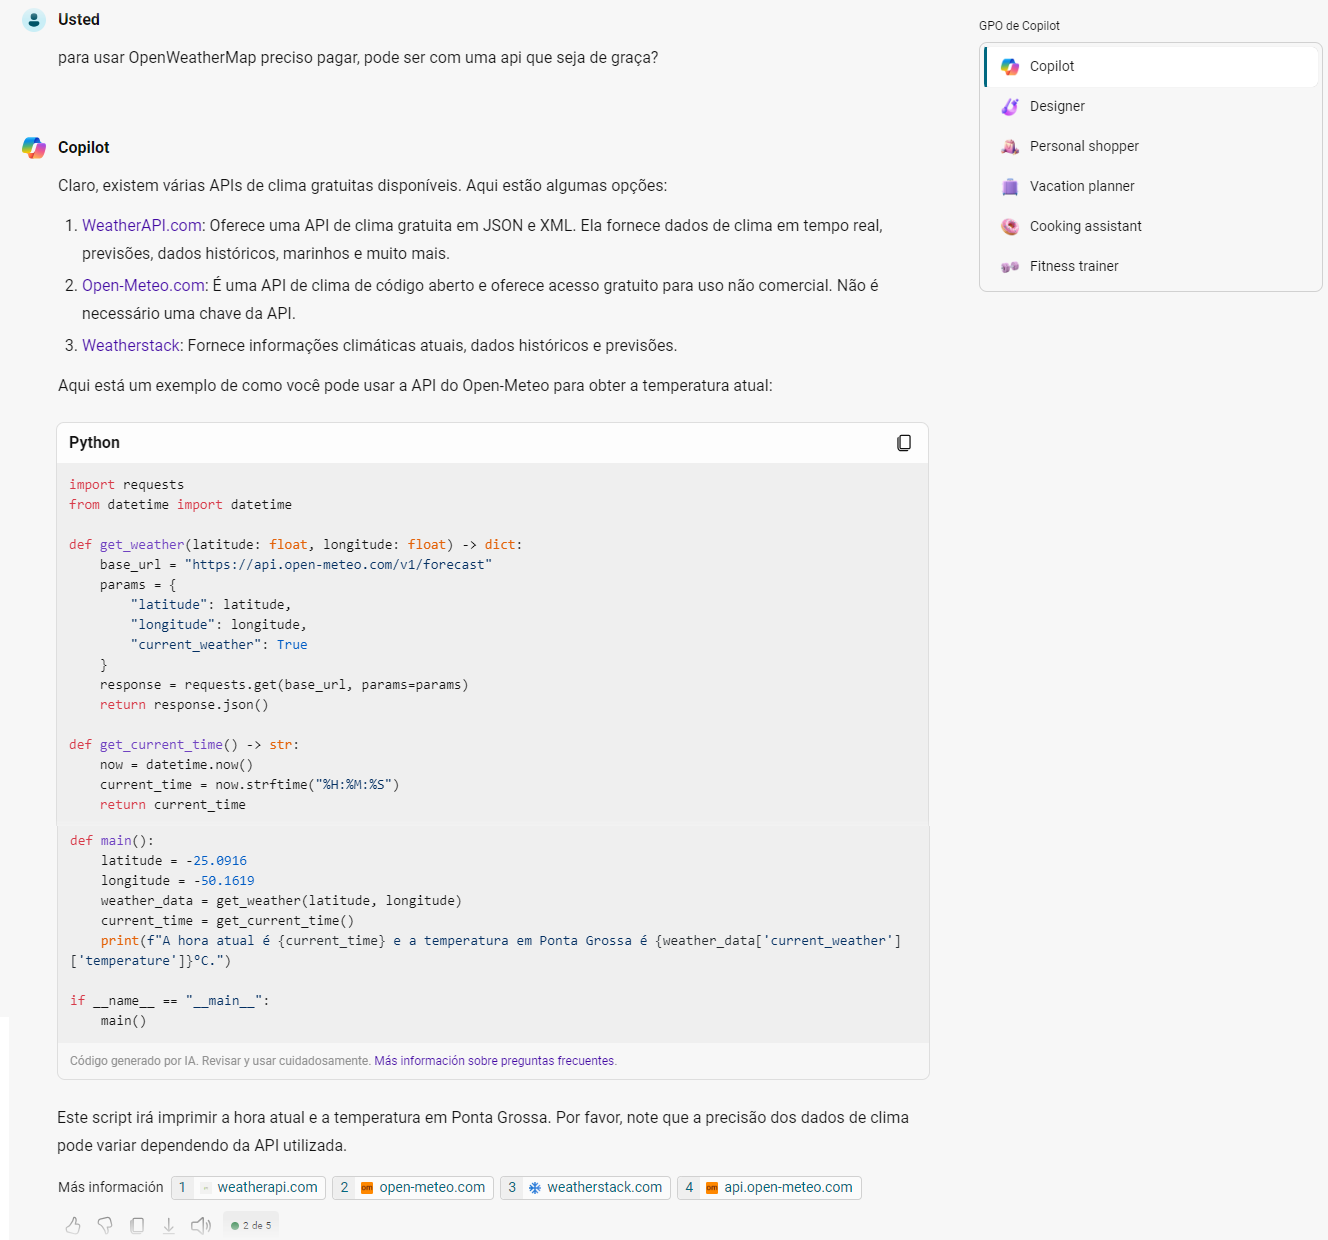 Usted
para usar OpenWeatherMap preciso pagar, pode ser com uma api que seja de graça?
Copilot
Claro, existem várias APIs de clima gratuitas disponíveis. Aqui estão algumas opções:
1. WeatherAPI.com: Oferece uma API de clima gratuita em JSON e XML. Ela fornece dados de clima em tempo real,
previsões, dados históricos, marinhos e muito mais.
2. Open-Meteo.com: É uma API de clima de código aberto e oferece acesso gratuito para uso não comercial. Não é
necessário uma chave da API.
3. Weatherstack: Fornece informações climáticas atuais, dados históricos e previsões.
Aqui está um exemplo de como você pode usar a API do Open-Meteo para obter a temperatura atual:
Python
import requests
from datetime import datetime
def get_weather(latitude: float, longitude: float) -> dict:
    base_url = "https://api.open-meteo.com/v1/forecast"
    params = {
        "latitude": latitude,
        "longitude": longitude,
        "current_weather": True
    }
    response = requests.get(base_url, params=params)
    return response.json()
def get_current_time() -> str:
    now = datetime.now()
    current_time = now.strftime("%H:%M:%S")
    return current_time
def main():
    latitude = -25.0916
    longitude = -50.1619
    weather_data = get_weather(latitude, longitude)
    current_time = get_current_time()
    print(f"A hora atual é {current_time} e a temperatura em Ponta Grossa é {weather_data['current_weather']
['temperature']}°C.")
if __name__ == "__main__":
    main()
Código generado por IA. Revisar y usar cuidadosamente. Más información sobre preguntas frecuentes.
Este script irá imprimir a hora atual e a temperatura em Ponta Grossa. Por favor, note que a precisão dos dados de clima
pode variar dependendo da API utilizada.
Más información 1 weatherapi.com 2 om open-meteo.com 3 weatherstack.com 4 om api.open-meteo.com
2 de 5
GPO de Copilot
Copilot
Designer
Personal shopper
Vacation planner
Cooking assistant
Fitness trainer